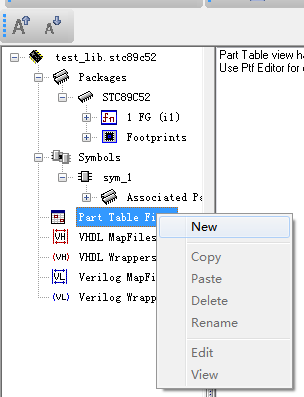 test_lib.stc89c52
Part Table view h
Use Ptf Editor for
Packages
STC89C52
1 FG (i1)
Footprints
Symbols
sym_1
Associated Pa
Part Table Fi
VHDL MapFiles
VHDL Wrappers
Verilog MapFi
Verilog Wrapp
New
Copy
Paste
Delete
Rename
Edit
View